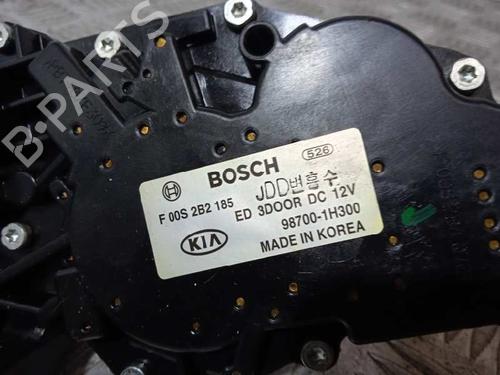 B-PARTS
BOSCH
526
JDD변흥수
F 00S 2B2 185
ED 3DOOR DC 12V
KIA
98700-1H300
MADE IN KOREA